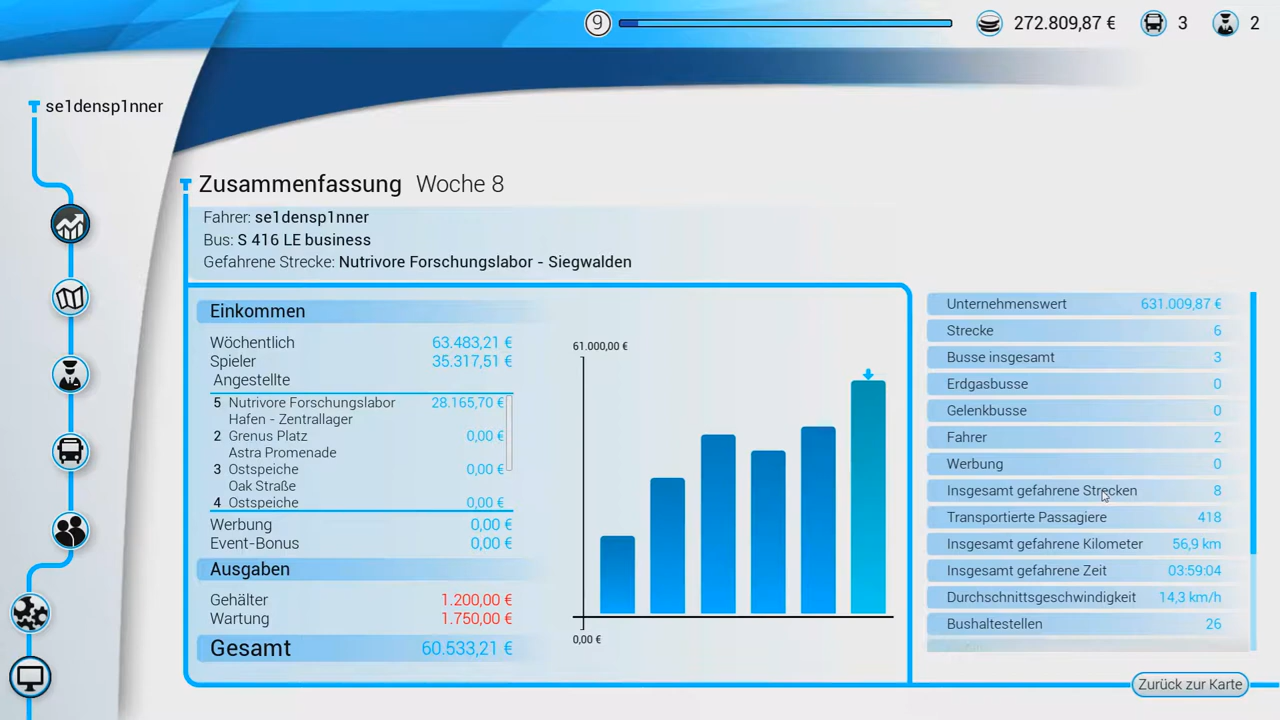 9
272.809,87 €
3
2
se1densp1nner
Zusammenfassung Woche 8
Fahrer: se1densp1nner
Bus: S 416 LE business
Gefahrene Strecke: Nutrivore Forschungslabor - Siegwalden
Einkommen
Wöchentlich 63.483,21 €
Spieler 35.317,51 €
Angestellte
5 Nutrivore Forschungslabor 28.165,70 €
Hafen - Zentrallager
2 Grenus Platz 0,00 €
Astra Promenade
3 Ostspeiche 0,00 €
Oak Straße
4 Ostspeiche 0,00 €
Werbung 0,00 €
Event-Bonus 0,00 €
Ausgaben
Gehälter 1.200,00 €
Wartung 1.750,00 €
Gesamt 60.533,21 €
61.000,00 €
0,00 €
Unternehmenswert 631.009,87 €
Strecke 6
Busse insgesamt 3
Erdgasbusse 0
Gelenkbusse 0
Fahrer 2
Werbung 0
Insgesamt gefahrene Strecken 8
Transportierte Passagiere 418
Insgesamt gefahrene Kilometer 56,9 km
Insgesamt gefahrene Zeit 03:59:04
Durchschnittsgeschwindigkeit 14,3 km/h
Bushaltestellen 26
Zurück zur Karte